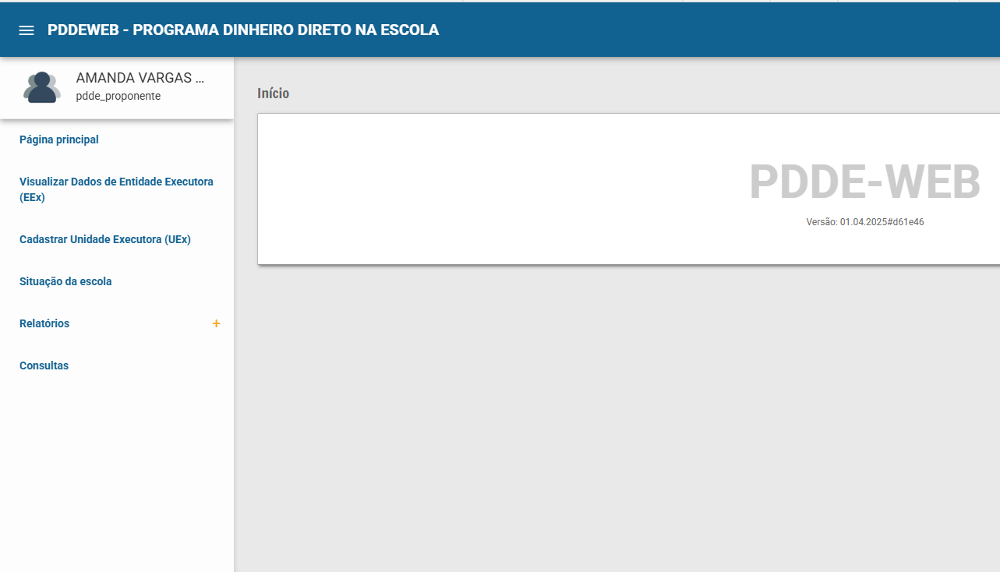 PDDEWEB - PROGRAMA DINHEIRO DIRETO NA ESCOLA
AMANDA VARGAS ...
pdde_proponente
Página principal
Visualizar Dados de Entidade Executora
(EEx)
Cadastrar Unidade Executora (UEx)
Situação da escola
Relatórios +
Consultas
Início
PDDE-WEB
Versão: 01.04.2025#d61e46